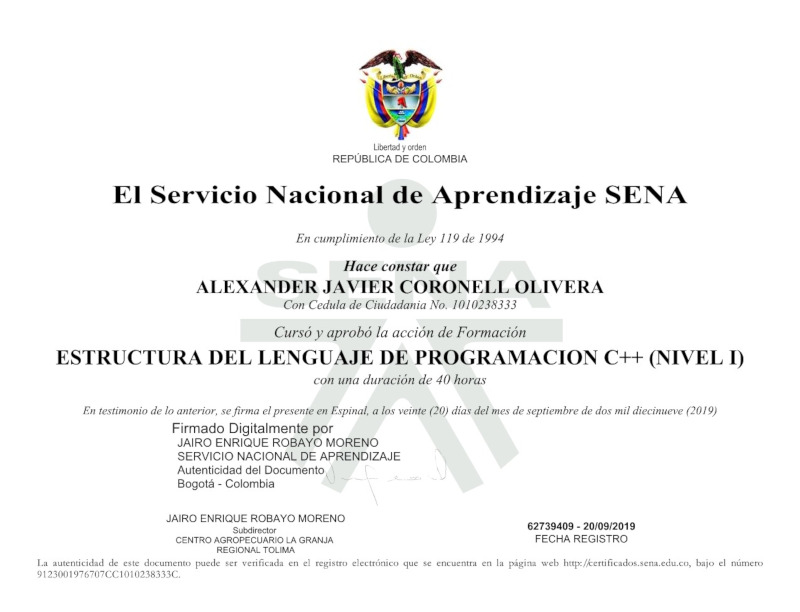 Libertad y orden
REPÚBLICA DE COLOMBIA
El Servicio Nacional de Aprendizaje SENA
En cumplimiento de la Ley 119 de 1994
SENA
Hace constar que
ALEXANDER JAVIER CORONELL OLIVERA
Con Cedula de Ciudadania No. 1010238333
Cursó y aprobó la acción de Formación
ESTRUCTURA DEL LENGUAJE DE PROGRAMACION C++ (NIVEL I)
con una duración de 40 horas
En testimonio de lo anterior, se firma el presente en Espinal, a los veinte (20) días del mes de septiembre de dos mil diecinueve (2019)
Firmado Digitalmente por
JAIRO ENRIQUE ROBAYO MORENO
SERVICIO NACIONAL DE APRENDIZAJE
Autenticidad del Documento
Bogotá - Colombia
JAIRO ENRIQUE ROBAYO MORENO
Subdirector
CENTRO AGROPECUARIO LA GRANJA
REGIONAL TOLIMA
62739409 - 20/09/2019
FECHA REGISTRO
La autenticidad de este documento puede ser verificada en el registro electrónico que se encuentra en la página web http://certificados.sena.edu.co, bajo el número
9123001976707CC1010238333C.